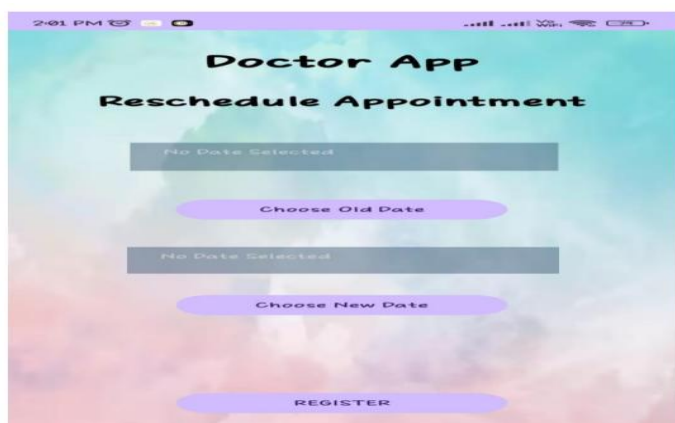 2:01 PM
Doctor App
Reschedule Appointment
No Date Selected
Choose Old Date
No Date Selected
Choose New Date
REGISTER